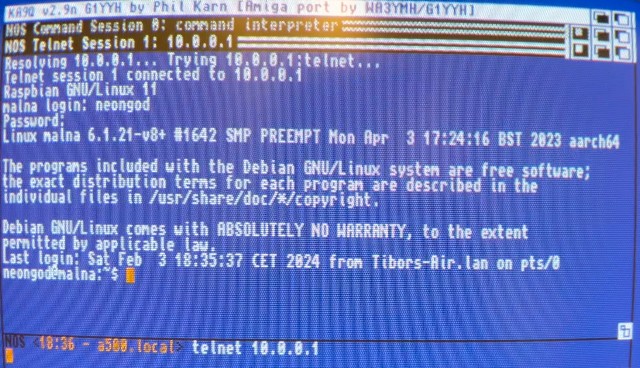 KA9Q v2.9n G1YYH by Phil Karn [Amiga port by WA3YMH/G1YYH]
NOS Command Session 0: command interpreter
NOS Telnet Session 1: 10.0.0.1
Resolving 10.0.0.1... Trying 10.0.0.1:telnet...
Telnet session 1 connected to 10.0.0.1
Raspbian GNU/Linux 11
malna login: neongod
Password:
Linux malna 6.1.21-v8+ #1642 SMP PREEMPT Mon Apr  3 17:24:16 BST 2023 aarch64
The programs included with the Debian GNU/Linux system are free software;
the exact distribution terms for each program are described in the
individual files in /usr/share/doc/*/copyright.
Debian GNU/Linux comes with ABSOLUTELY NO WARRANTY, to the extent
permitted by applicable law.
Last login: Sat Feb  3 18:35:37 CET 2024 from Tibors-Air.lan on pts/0
neongod@malna:~$
NOS <18:36 - a500.local> telnet 10.0.0.1